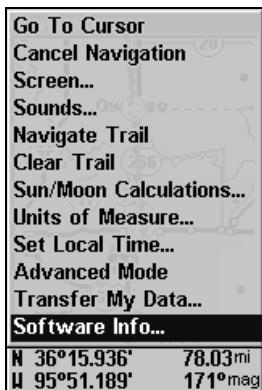 Go To Cursor
Cancel Navigation
Screen...
Sounds...
Navigate Trail
Clear Trail
Sun/Moon Calculations...
Units of Measure...
Set Local Time...
Advanced Mode
Transfer My Data...
Software Info...
N 36°15.936' 78.03mi
W 95°51.189' 171°mag